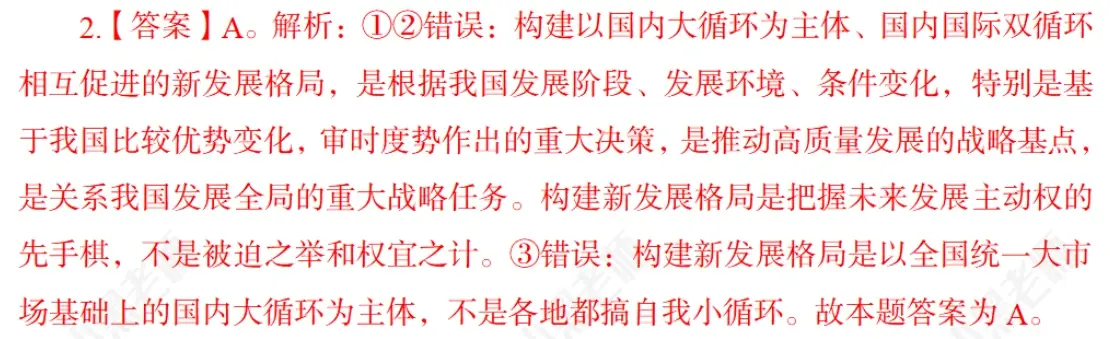 2.【答案】A。解析：①②错误：构建以国内大循环为主体、国内国际双循环
相互促进的新发展格局，是根据我国发展阶段、发展环境、条件变化，特别是基
于我国比较优势变化，审时度势作出的重大决策，是推动高质量发展的战略基点，
是关系我国发展全局的重大战略任务。构建新发展格局是把握未来发展主动权的
先手棋，不是被迫之举和权宜之计。③错误：构建新发展格局是以全国统一大市
场基础上的国内大循环为主体，不是各地都搞自我小循环。故本题答案为 A。